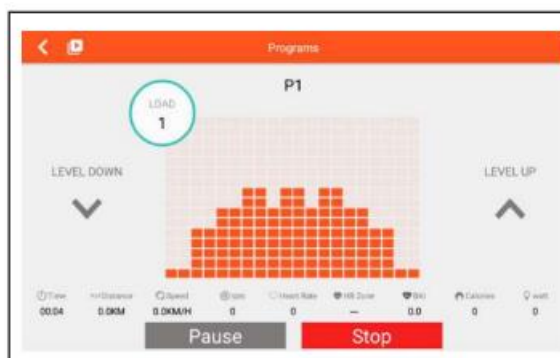 Programs
P1
LOAD
1
LEVEL DOWN
LEVEL UP
Time Distance Speed rpm Heart Rate HR Zone Calories watt
00:04 0.0KM 0.0KM/H 0 0 --- 0.0 0 0
Pause Stop